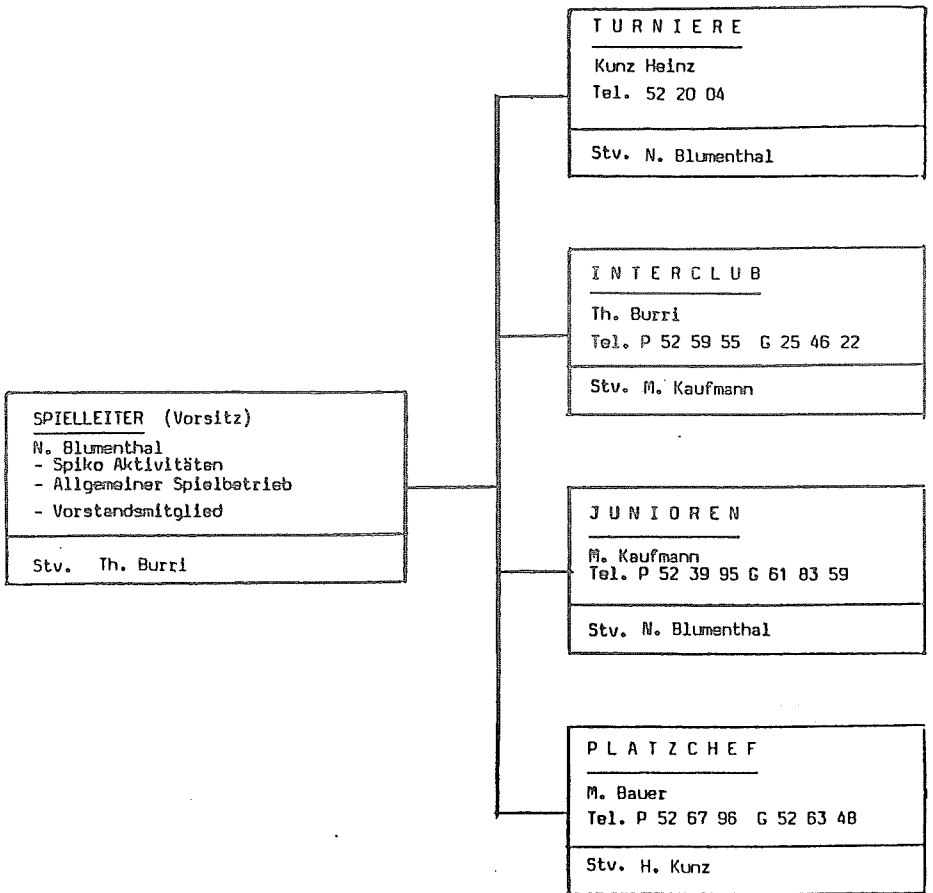 TURNIERE
Kunz Heinz
Tel. 52 20 04
Stv. N. Blumenthal
INTERCLUB
Th. Burri
Tel. P 52 59 55 G 25 46 22
Stv. M. Kaufmann
SPIELLEITER (Vorsitz)
N. Blumenthal
- Spiko Aktivitäten
- Allgemeiner Spielbetrieb
- Vorstandsmitglied
Stv. Th. Burri
JUNIOREN
M. Kaufmann
Tel. P 52 39 95 G 61 83 59
Stv. N. Blumenthal
PLATZCHEF
M. Bauer
Tel. P 52 67 96 G 52 63 48
Stv. H. Kunz